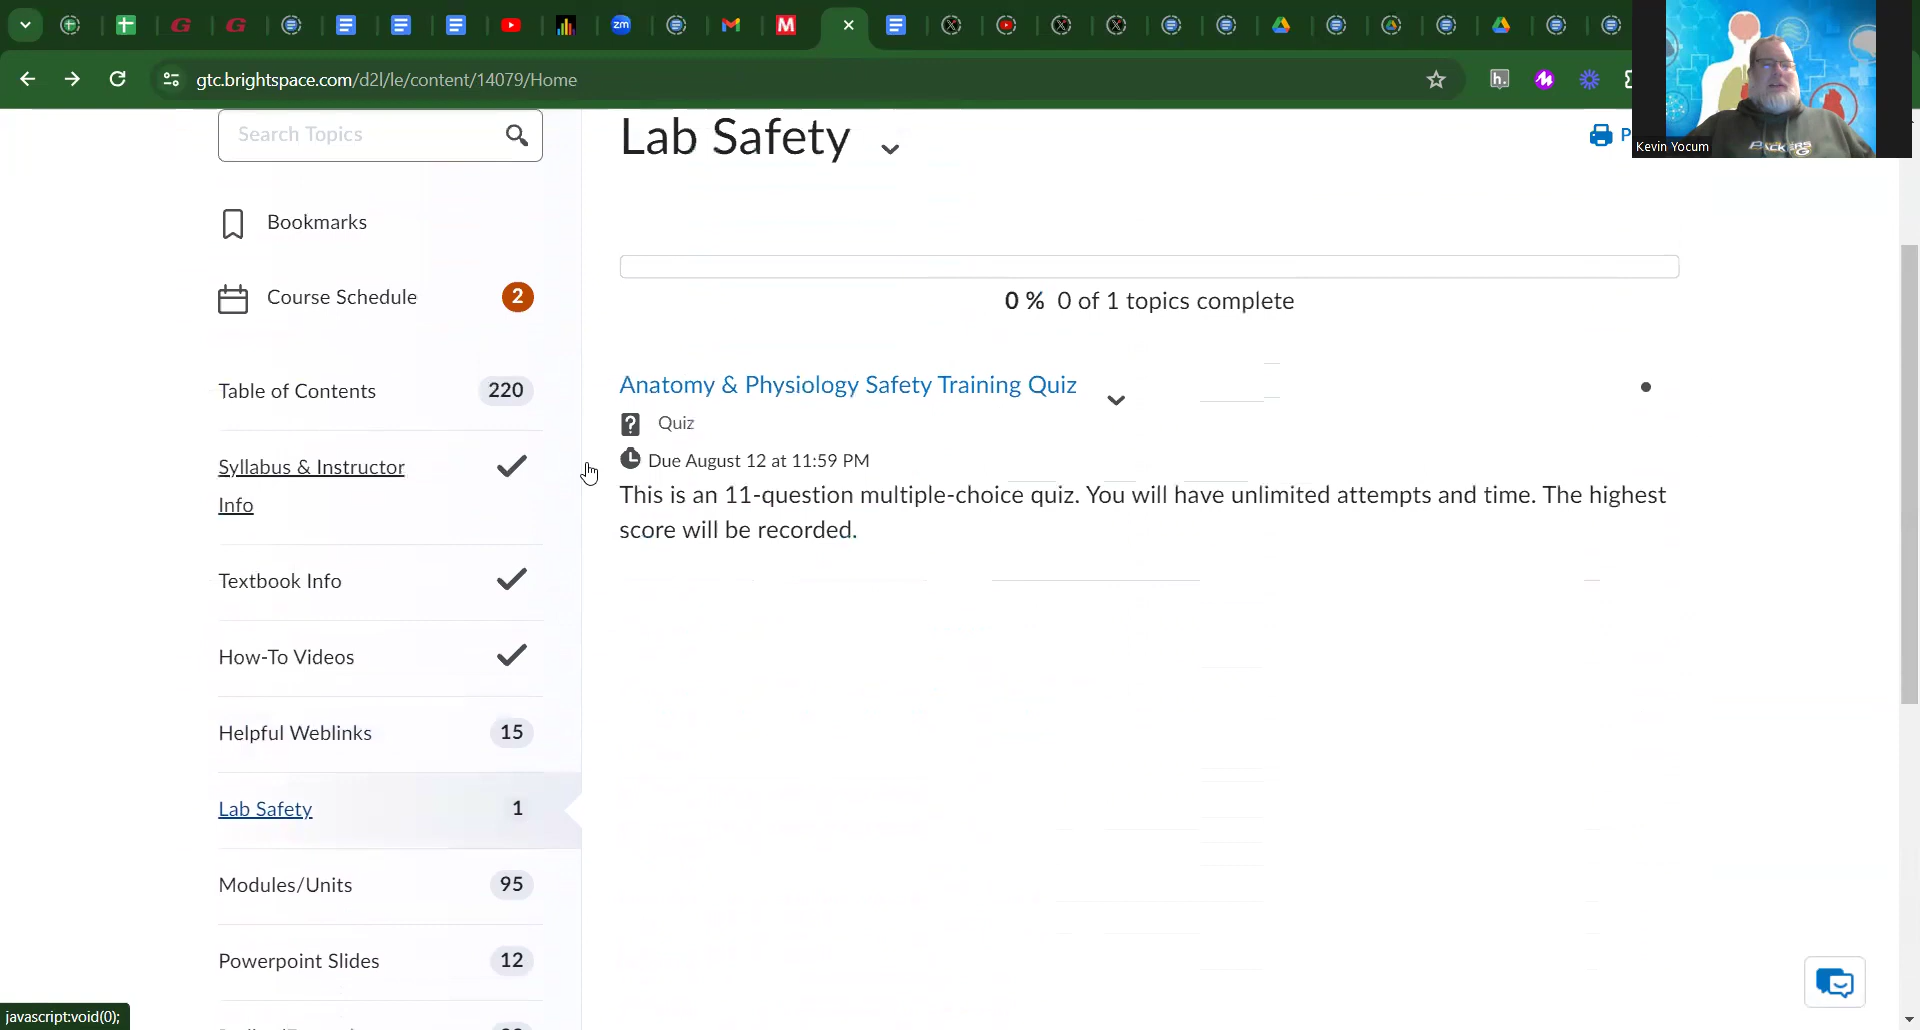 zm
M
gtc.brightspace.com/d2l/le/content/14079/Home
h.
Kevin Yocum
PACKERS
Search Topics
Bookmarks
Course Schedule 2
Table of Contents 220
Syllabus & Instructor
Info
Textbook Info
How-To Videos
Helpful Weblinks 15
Lab Safety 1
Modules/Units 95
Powerpoint Slides 12
Lab Safety
0 % 0 of 1 topics complete
Anatomy & Physiology Safety Training Quiz
Quiz
Due August 12 at 11:59 PM
This is an 11-question multiple-choice quiz. You will have unlimited attempts and time. The highest
score will be recorded.
javascript:void(0);